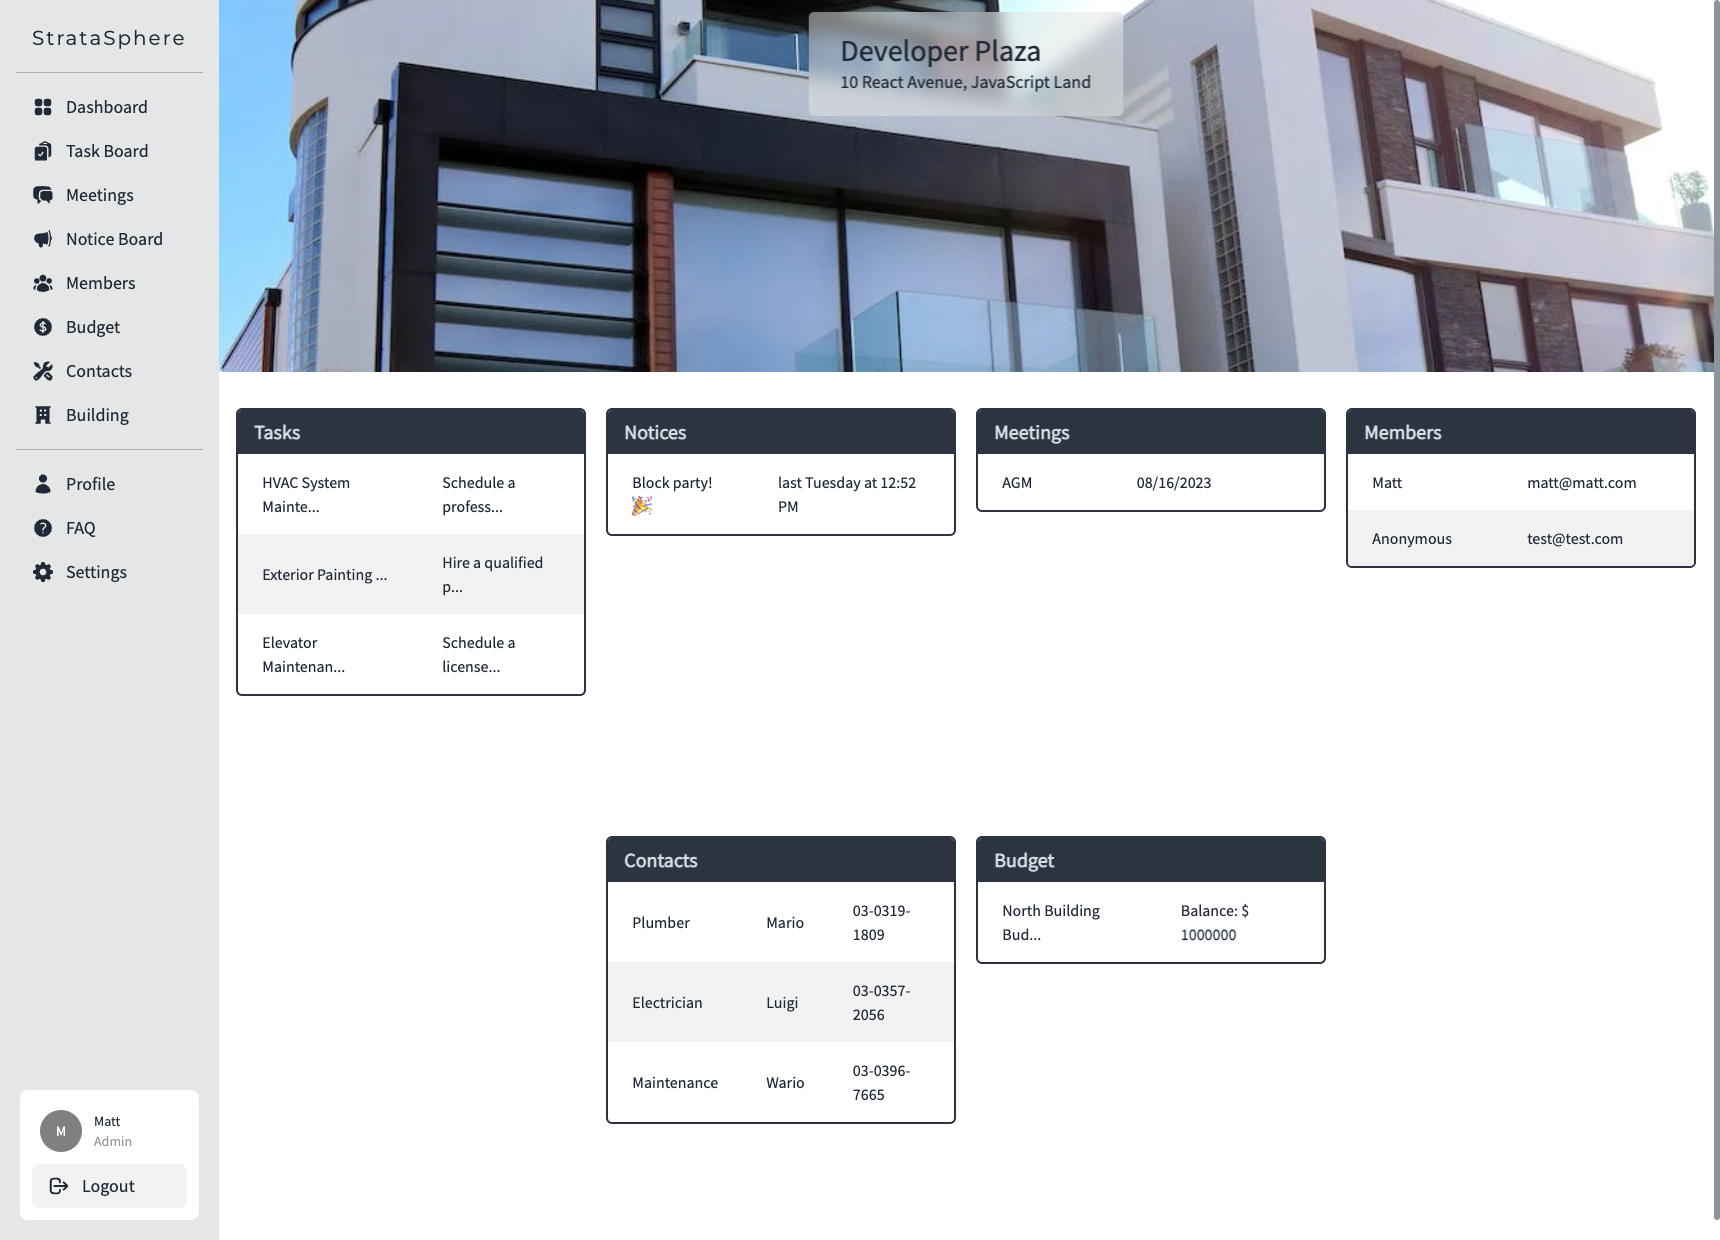 StrataSphere
Dashboard
Task Board
Meetings
Notice Board
Members
Budget
Contacts
Building
Profile
FAQ
Settings
M
Matt
Admin
Logout
Developer Plaza
10 React Avenue, JavaScript Land
Tasks
HVAC System
Mainte...
Schedule a
profess...
Exterior Painting ...
Hire a qualified
p...
Elevator
Maintenan...
Schedule a
license...
Notices
Block party!
🎉
last Tuesday at 12:52
PM
Meetings
AGM
08/16/2023
Members
Matt
matt@matt.com
Anonymous
test@test.com
Contacts
Plumber
Mario
03-0319-
1809
Electrician
Luigi
03-0357-
2056
Maintenance
Wario
03-0396-
7665
Budget
North Building
Bud...
Balance: $
1000000